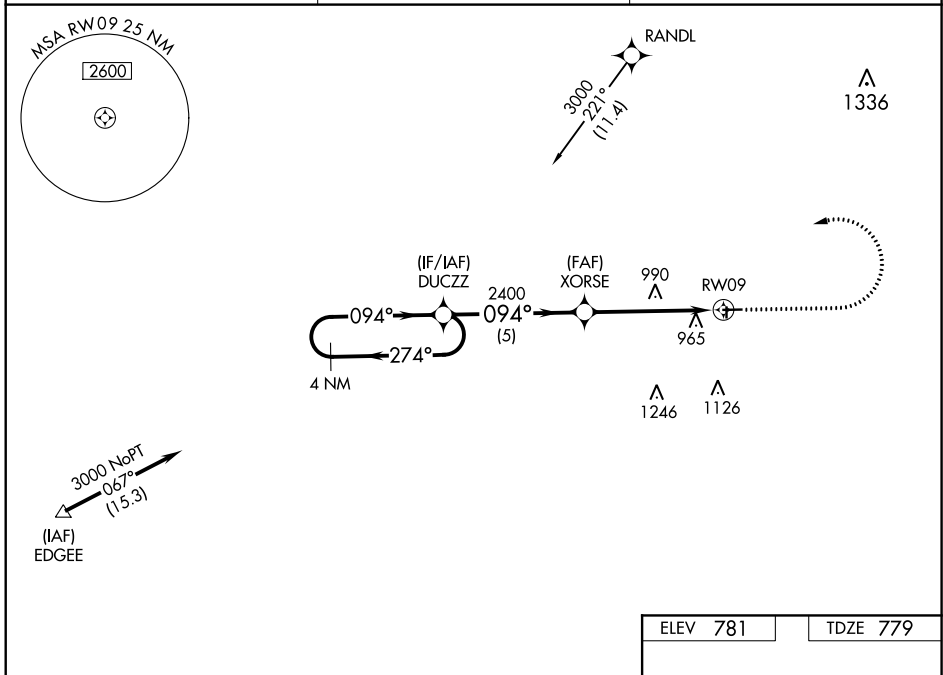 MSA RW09 25 NM
2600
RANDL
3000
221°
(11.4)
1336
(IF/IAF)
DUCZZ
(FAF)
XORSE
990
RW09
094°
2400
094°
(5)
965
274°
4 NM
1246
1126
3000 NoPT
067°
(15.3)
(IAF)
EDGEE
ELEV 781
TDZE 779